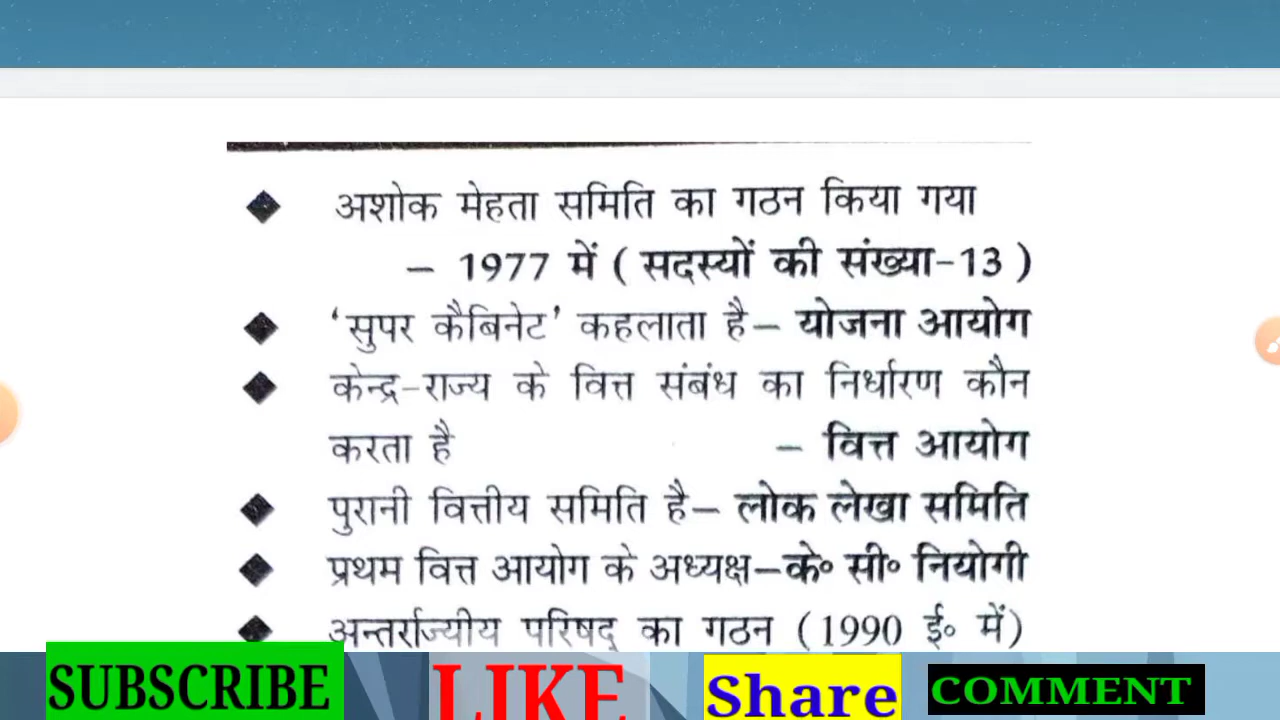 अशोक मेहता समिति का गठन किया गया
– 1977 में ( सदस्यों की संख्या-13 )
‘सुपर कैबिनेट’ कहलाता है– योजना आयोग
केन्द्र-राज्य के वित्त संबंध का निर्धारण कौन
करता है – वित्त आयोग
पुरानी वित्तीय समिति है– लोक लेखा समिति
प्रथम वित्त आयोग के अध्यक्ष–के॰ सी॰ नियोगी
अन्तर्राज्यीय परिषद् का गठन (1990 ई॰ में)
SUBSCRIBE LIKE Share COMMENT